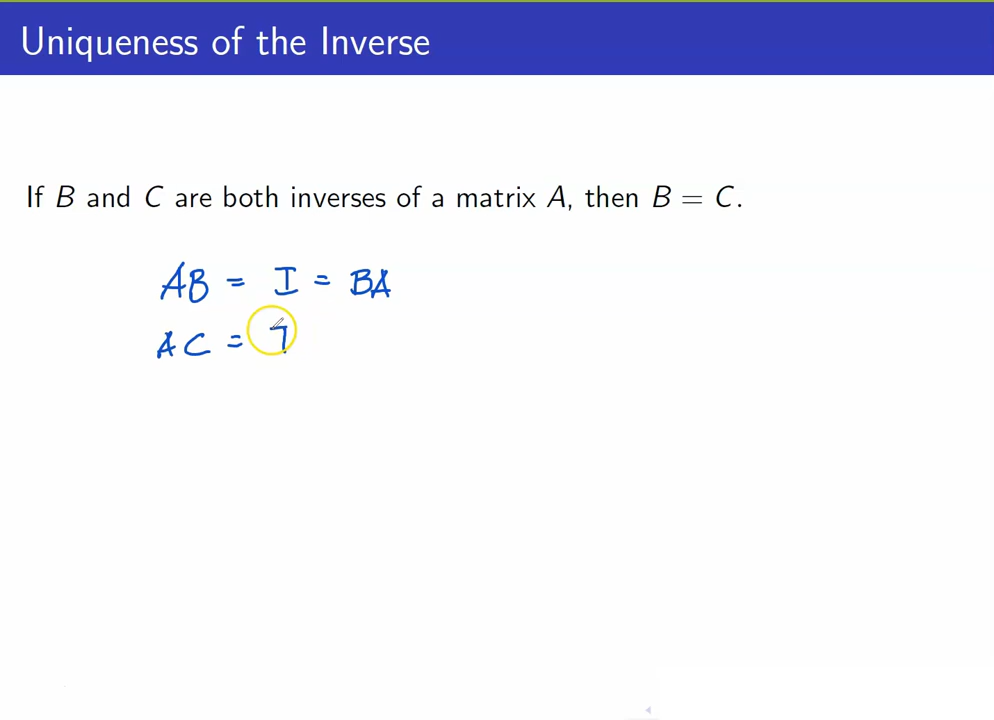 Uniqueness of the Inverse
If B and C are both inverses of a matrix A, then B = C.
AB = I = BA
AC =